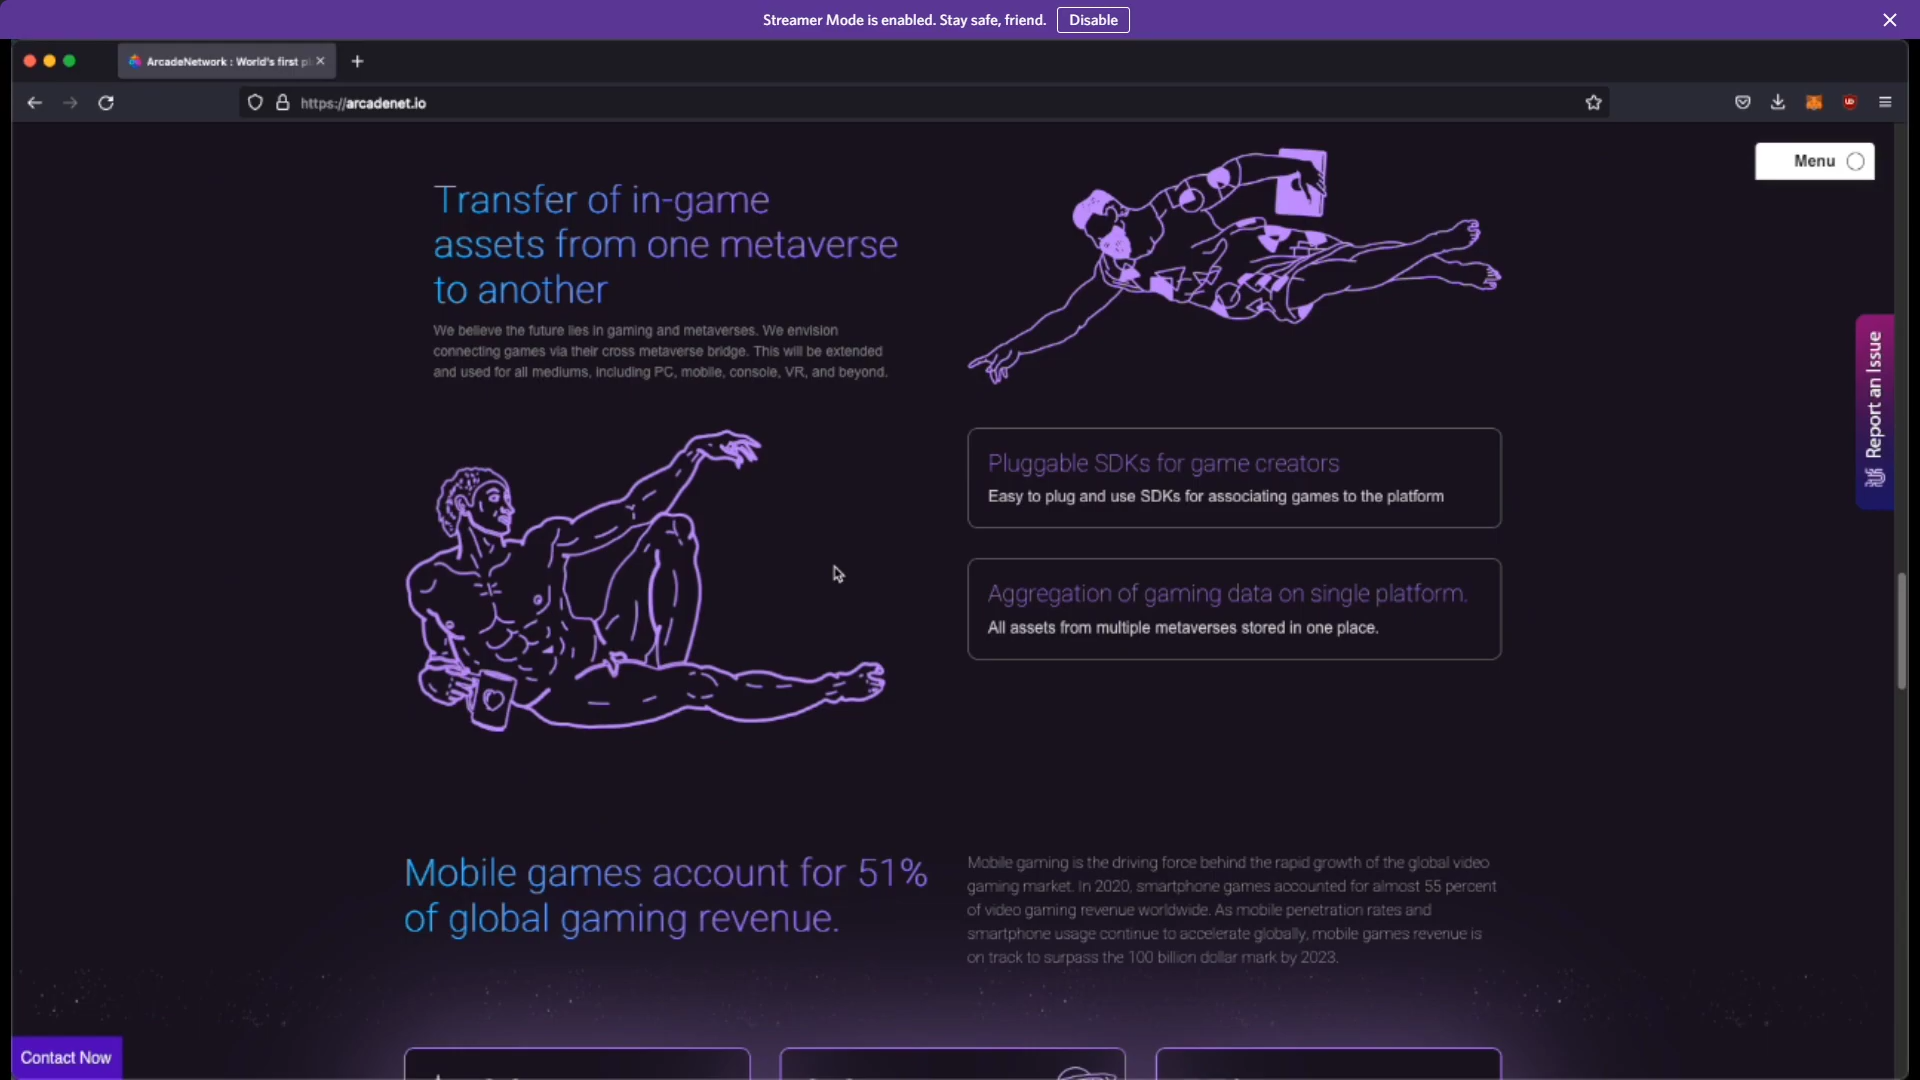 Streamer Mode is enabled. Stay safe, friend. Disable
ArcadeNetwork : World's first
https://arcadenet.io
Menu
Transfer of in-game
assets from one metaverse
to another
We believe the future lies in gaming and metaverses. We envision
connecting games via their cross metaverse bridge. This will be extended
and used for all mediums, including PC, mobile, console, VR, and beyond.
Report an Issue
Pluggable SDKs for game creators
Easy to plug and use SDKs for associating games to the platform
Aggregation of gaming data on single platform.
All assets from multiple metaverses stored in one place.
Mobile games account for 51%
of global gaming revenue.
Mobile gaming is the driving force behind the rapid growth of the global video
gaming market. In 2020, smartphone games accounted for almost 55 percent
of video gaming revenue worldwide. As mobile penetration rates and
smartphone usage continue to accelerate globally, mobile games revenue is
on track to surpass the 100 billion dollar mark by 2023.
Contact Now